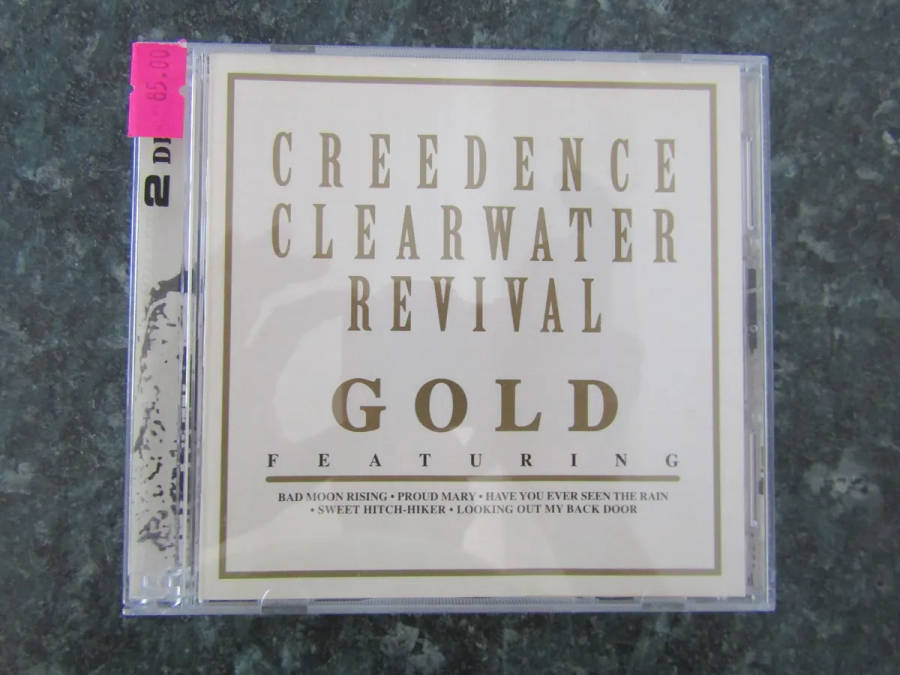 85.00
2 DI
CREEDENCE
CLEARWATER
REVIVAL
GOLD
FEATURING
BAD MOON RISING • PROUD MARY • HAVE YOU EVER SEEN THE RAIN
• SWEET HITCH-HIKER • LOOKING OUT MY BACK DOOR